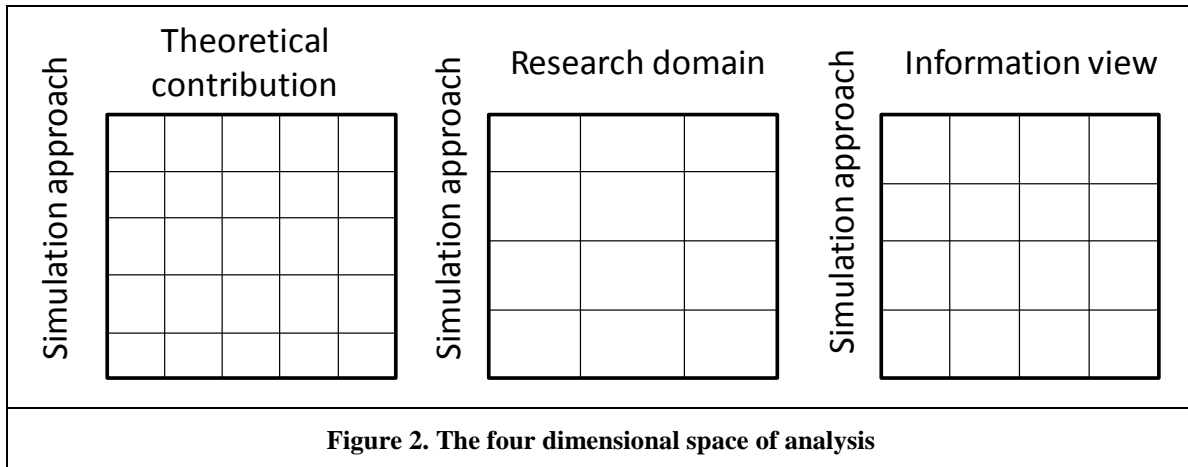 Simulation approach
Theoretical
contribution
Simulation approach
Research domain
Simulation approach
Information view
Figure 2. The four dimensional space of analysis